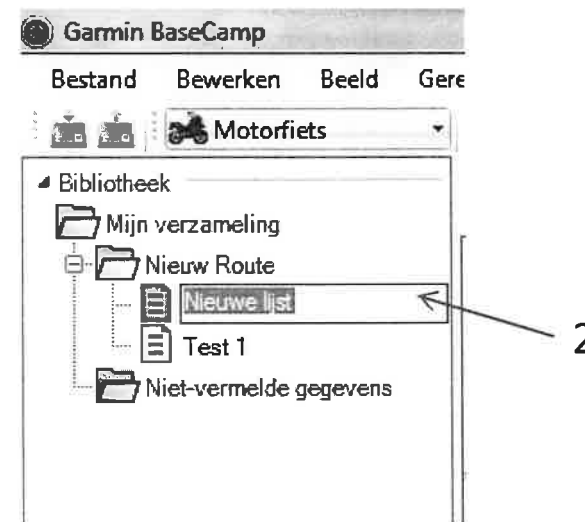 Garmin BaseCamp
Bestand Bewerken Beeld Gere
Motorfiets
Bibliotheek
Mijn verzameling
Nieuw Route
Nieuwe lijst
2
Test 1
Niet-vermelde gegevens